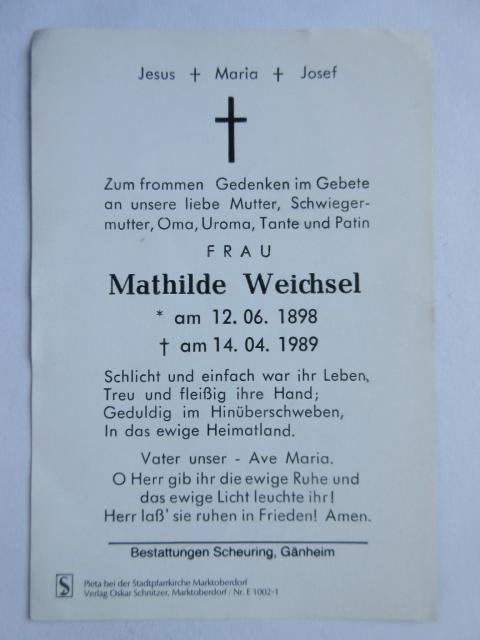 Jesus † Maria † Josef
Zum frommen Gedenken im Gebete
an unsere liebe Mutter, Schwieger-
mutter, Oma, Uroma, Tante und Patin
FRAU
Mathilde Weichsel
* am 12. 06. 1898
† am 14. 04. 1989
Schlicht und einfach war ihr Leben,
Treu und fleißig ihre Hand;
Geduldig im Hinüberschweben,
In das ewige Heimatland.
Vater unser - Ave Maria.
O Herr gib ihr die ewige Ruhe und
das ewige Licht leuchte ihr!
Herr laß' sie ruhen in Frieden! Amen.
Bestattungen Scheuring, Gänheim
S
Pieta bei der Stadtpfarrkirche Marktoberdorf
Verlag Oskar Schnitzer, Marktoberdorf / Nr. E 1002-1